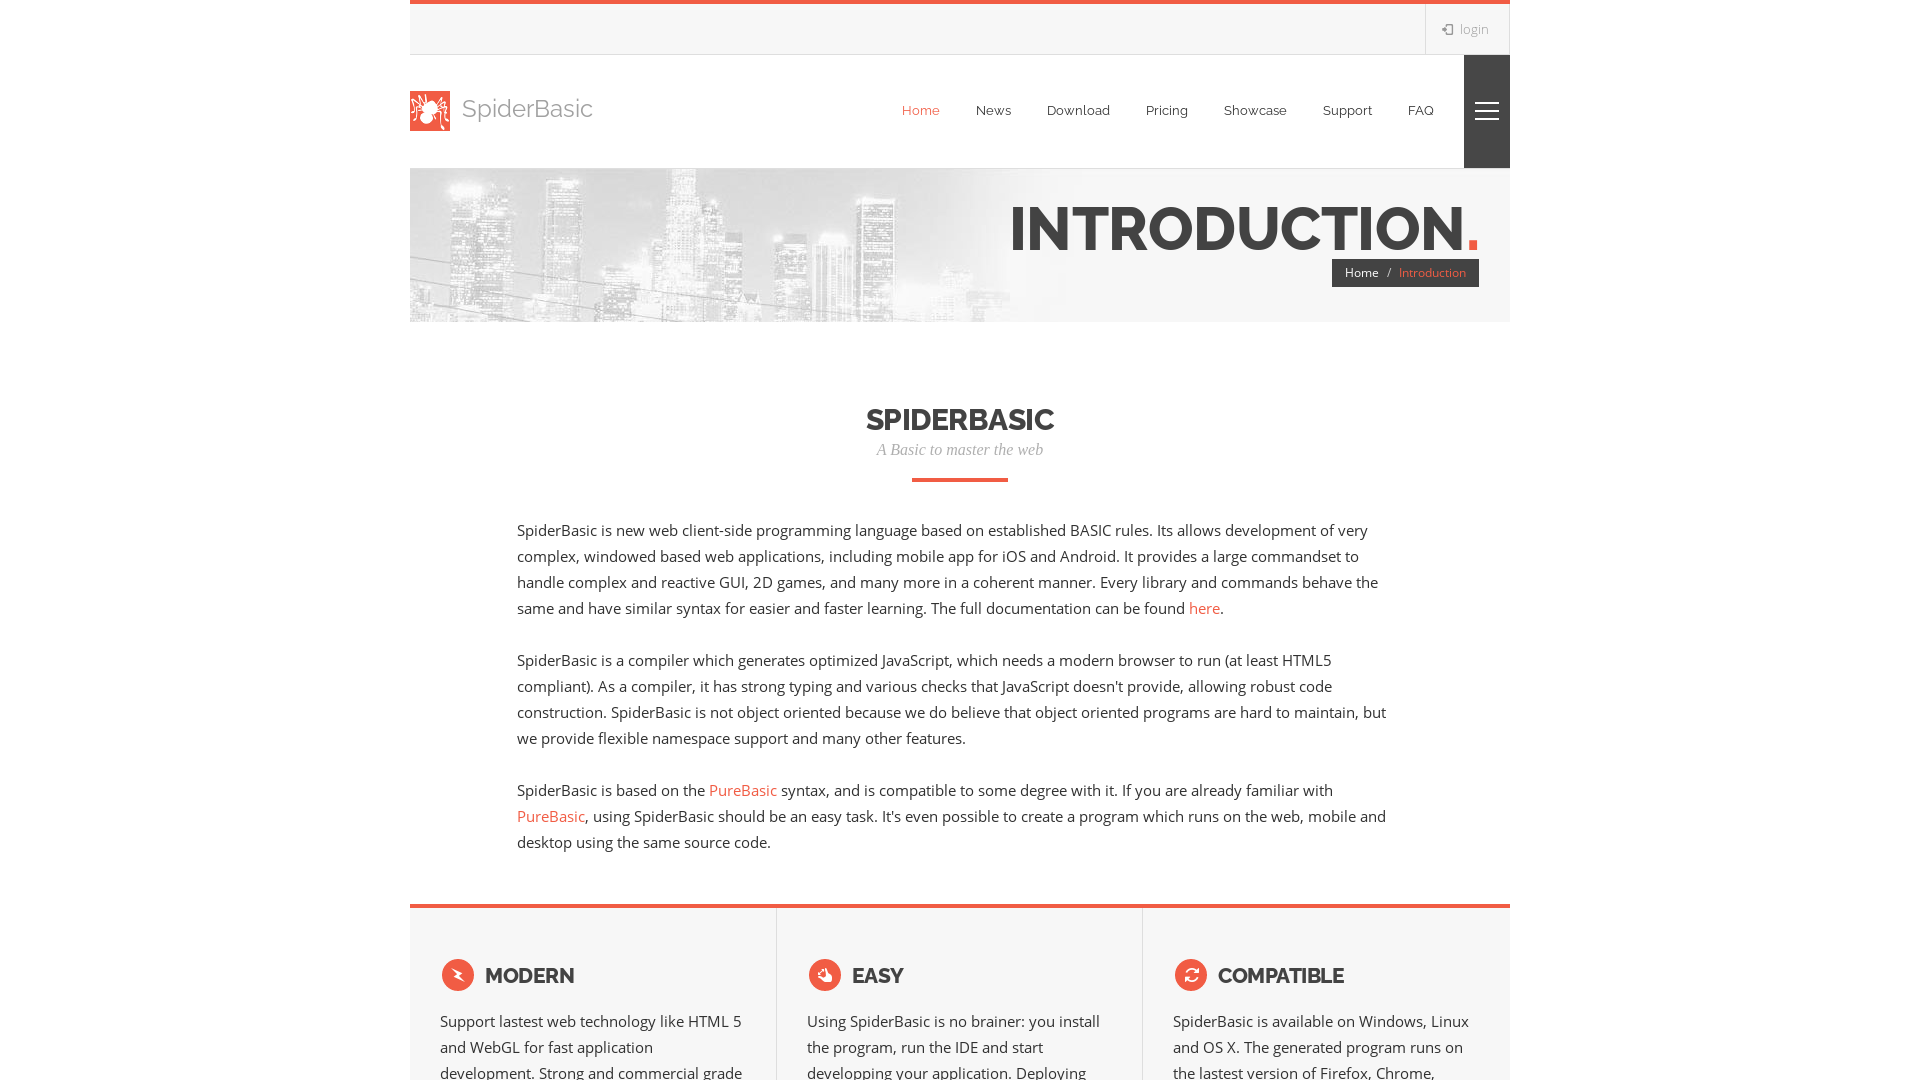 login
SpiderBasic
Home
News
Download
Pricing
Showcase
Support
FAQ
INTRODUCTION.
Home / Introduction
SPIDERBASIC
A Basic to master the web
SpiderBasic is new web client-side programming language based on established BASIC rules. Its allows development of very
complex, windowed based web applications, including mobile app for iOS and Android. It provides a large commandset to
handle complex and reactive GUI, 2D games, and many more in a coherent manner. Every library and commands behave the
same and have similar syntax for easier and faster learning. The full documentation can be found here.
SpiderBasic is a compiler which generates optimized JavaScript, which needs a modern browser to run (at least HTML5
compliant). As a compiler, it has strong typing and various checks that JavaScript doesn't provide, allowing robust code
construction. SpiderBasic is not object oriented because we do believe that object oriented programs are hard to maintain, but
we provide flexible namespace support and many other features.
SpiderBasic is based on the PureBasic syntax, and is compatible to some degree with it. If you are already familiar with
PureBasic, using SpiderBasic should be an easy task. It's even possible to create a program which runs on the web, mobile and
desktop using the same source code.
MODERN
Support lastest web technology like HTML 5
and WebGL for fast application
development. Strong and commercial grade
EASY
Using SpiderBasic is no brainer: you install
the program, run the IDE and start
developping your application. Deploying
COMPATIBLE
SpiderBasic is available on Windows, Linux
and OS X. The generated program runs on
the lastest version of Firefox, Chrome,